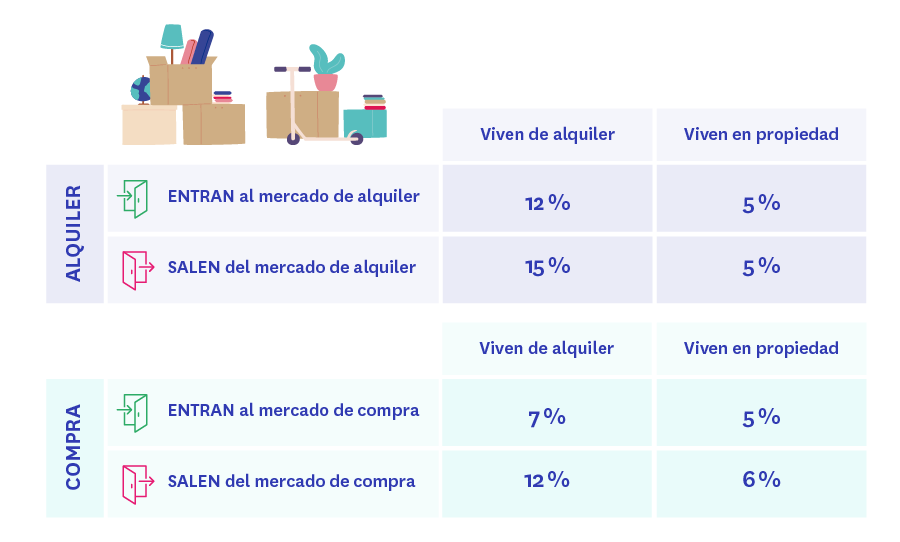 Viven de alquiler
Viven en propiedad
ALQUILER
ENTRAN al mercado de alquiler
12 %
5 %
SALEN del mercado de alquiler
15 %
5 %
Viven de alquiler
Viven en propiedad
COMPRA
ENTRAN al mercado de compra
7 %
5 %
SALEN del mercado de compra
12 %
6 %